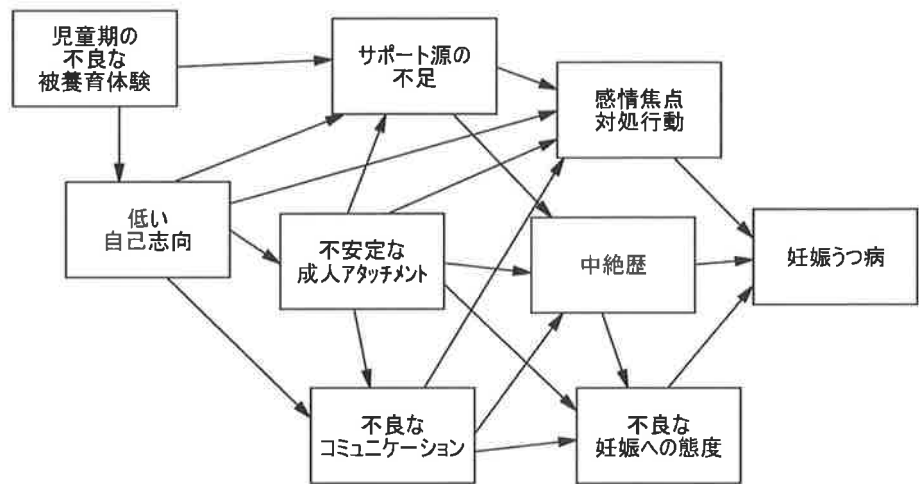 児童期の
不良な
被養育体験
サポート源の
不足
感情焦点
対処行動
低い
自己志向
不安定な
成人アタッチメント
中絶歴
妊娠うつ病
不良な
コミュニケーション
不良な
妊娠への態度